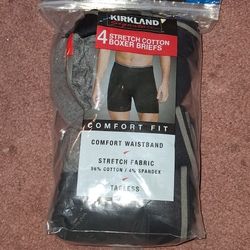 KIRKLAND
Signature
4 STRETCH COTTON
BOXER BRIEFS
COMFORT FIT
COMFORT WAISTBAND
STRETCH FABRIC
96% COTTON / 4% SPANDEX
TAGLESS